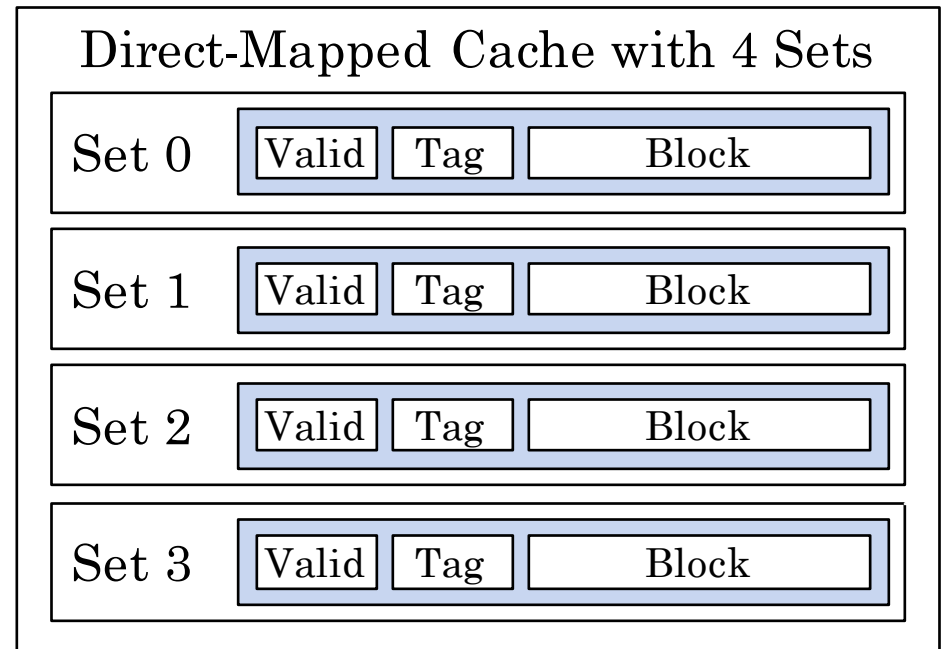 Direct-Mapped Cache with 4 Sets
Set 0 Valid Tag Block
Set 1 Valid Tag Block
Set 2 Valid Tag Block
Set 3 Valid Tag Block